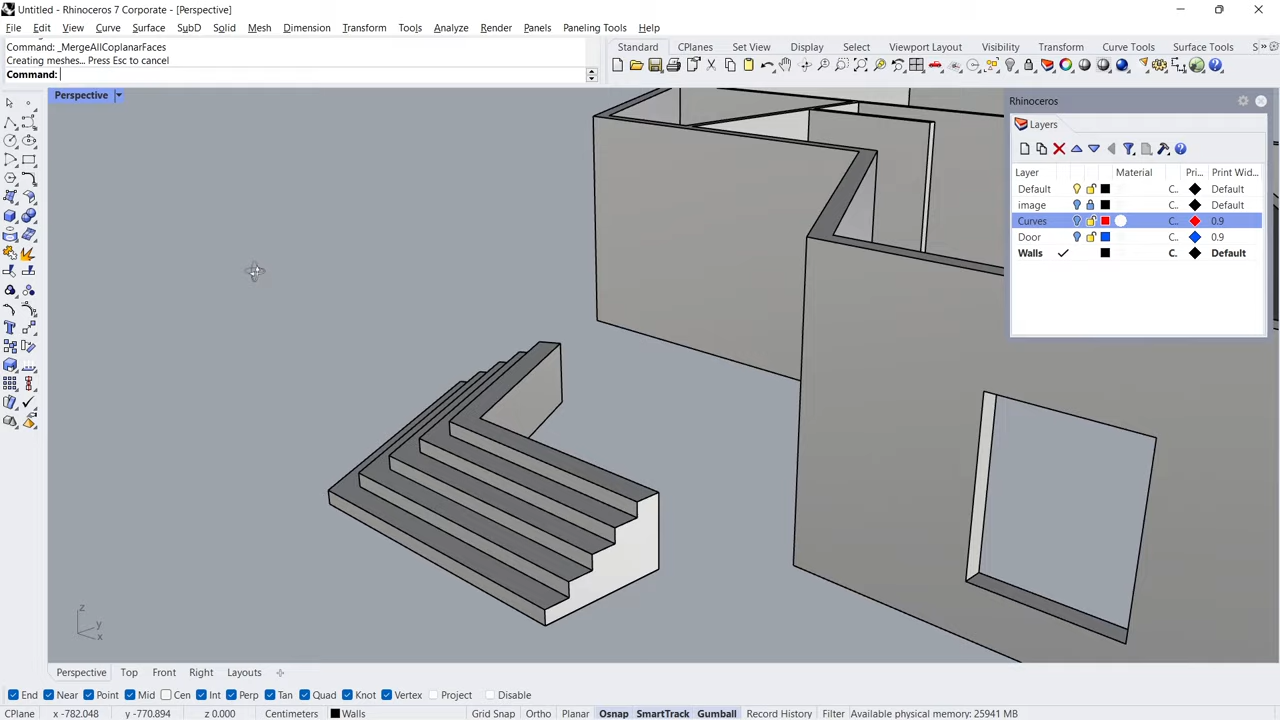 Untitled - Rhinoceros 7 Corporate - [Perspective]
File Edit View Curve Surface SubD Solid Mesh Dimension Transform Tools Analyze Render Panels Paneling Tools Help
Command: _MergeAllCoplanarFaces
Creating meshes... Press Esc to cancel
Command:
Standard CPlanes Set View Display Select Viewport Layout Visibility Transform Curve Tools Surface Tools S
Perspective
Rhinoceros
Layers
Layer Material Pri... Print Wid...
Default C.. Default
image C.. Default
Curves C.. 0.9
Door C.. 0.9
Walls C. Default
z
y
x
Perspective Top Front Right Layouts
End Near Point Mid Cen Int Perp Tan Quad Knot Vertex Project Disable
CPlane x -782.048 y -770.894 z 0.000 Centimeters Walls Grid Snap Ortho Planar Osnap SmartTrack Gumball Record History Filter Available physical memory: 25941 MB